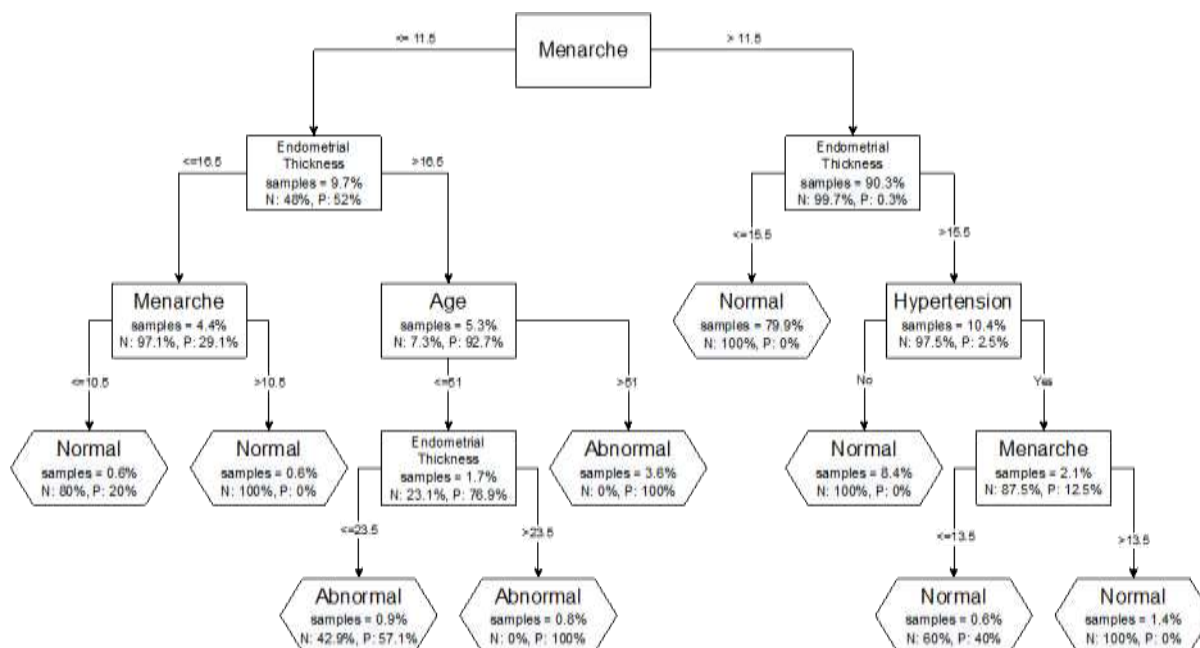 Menarche
<= 11.5
> 11.5
Endometrial
Thickness
samples = 9.7%
N: 48%, P: 52%
Endometrial
Thickness
samples = 90.3%
N: 99.7%, P: 0.3%
<=16.5
>16.5
<=15.5
>15.5
Menarche
samples = 4.4%
N: 97.1%, P: 29.1%
Age
samples = 5.3%
N: 7.3%, P: 92.7%
Normal
samples = 79.9%
N: 100%, P: 0%
Hypertension
samples = 10.4%
N: 97.5%, P: 2.5%
<=10.5
>10.5
<=51
>51
No
Yes
Normal
samples = 0.6%
N: 80%, P: 20%
Normal
samples = 0.6%
N: 100%, P: 0%
Endometrial
Thickness
samples = 1.7%
N: 23.1%, P: 76.9%
Abnormal
samples = 3.6%
N: 0%, P: 100%
Normal
samples = 8.4%
N: 100%, P: 0%
Menarche
samples = 2.1%
N: 87.5%, P: 12.5%
<=23.5
>23.5
<=13.5
>13.5
Abnormal
samples = 0.9%
N: 42.9%, P: 57.1%
Abnormal
samples = 0.8%
N: 0%, P: 100%
Normal
samples = 0.6%
N: 60%, P: 40%
Normal
samples = 1.4%
N: 100%, P: 0%